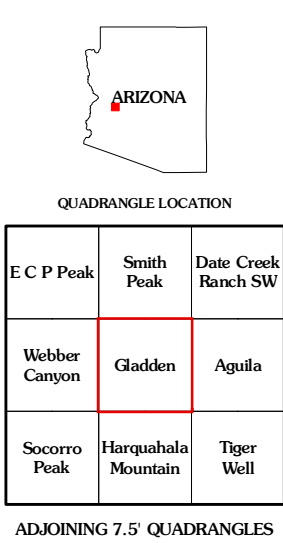 ARIZONA
QUADRANGLE LOCATION
E C P Peak
Smith
Peak
Date Creek
Ranch SW
Webber
Canyon
Gladden
Aguila
Socorro
Peak
Harquahala
Mountain
Tiger
Well
ADJOINING 7.5' QUADRANGLES